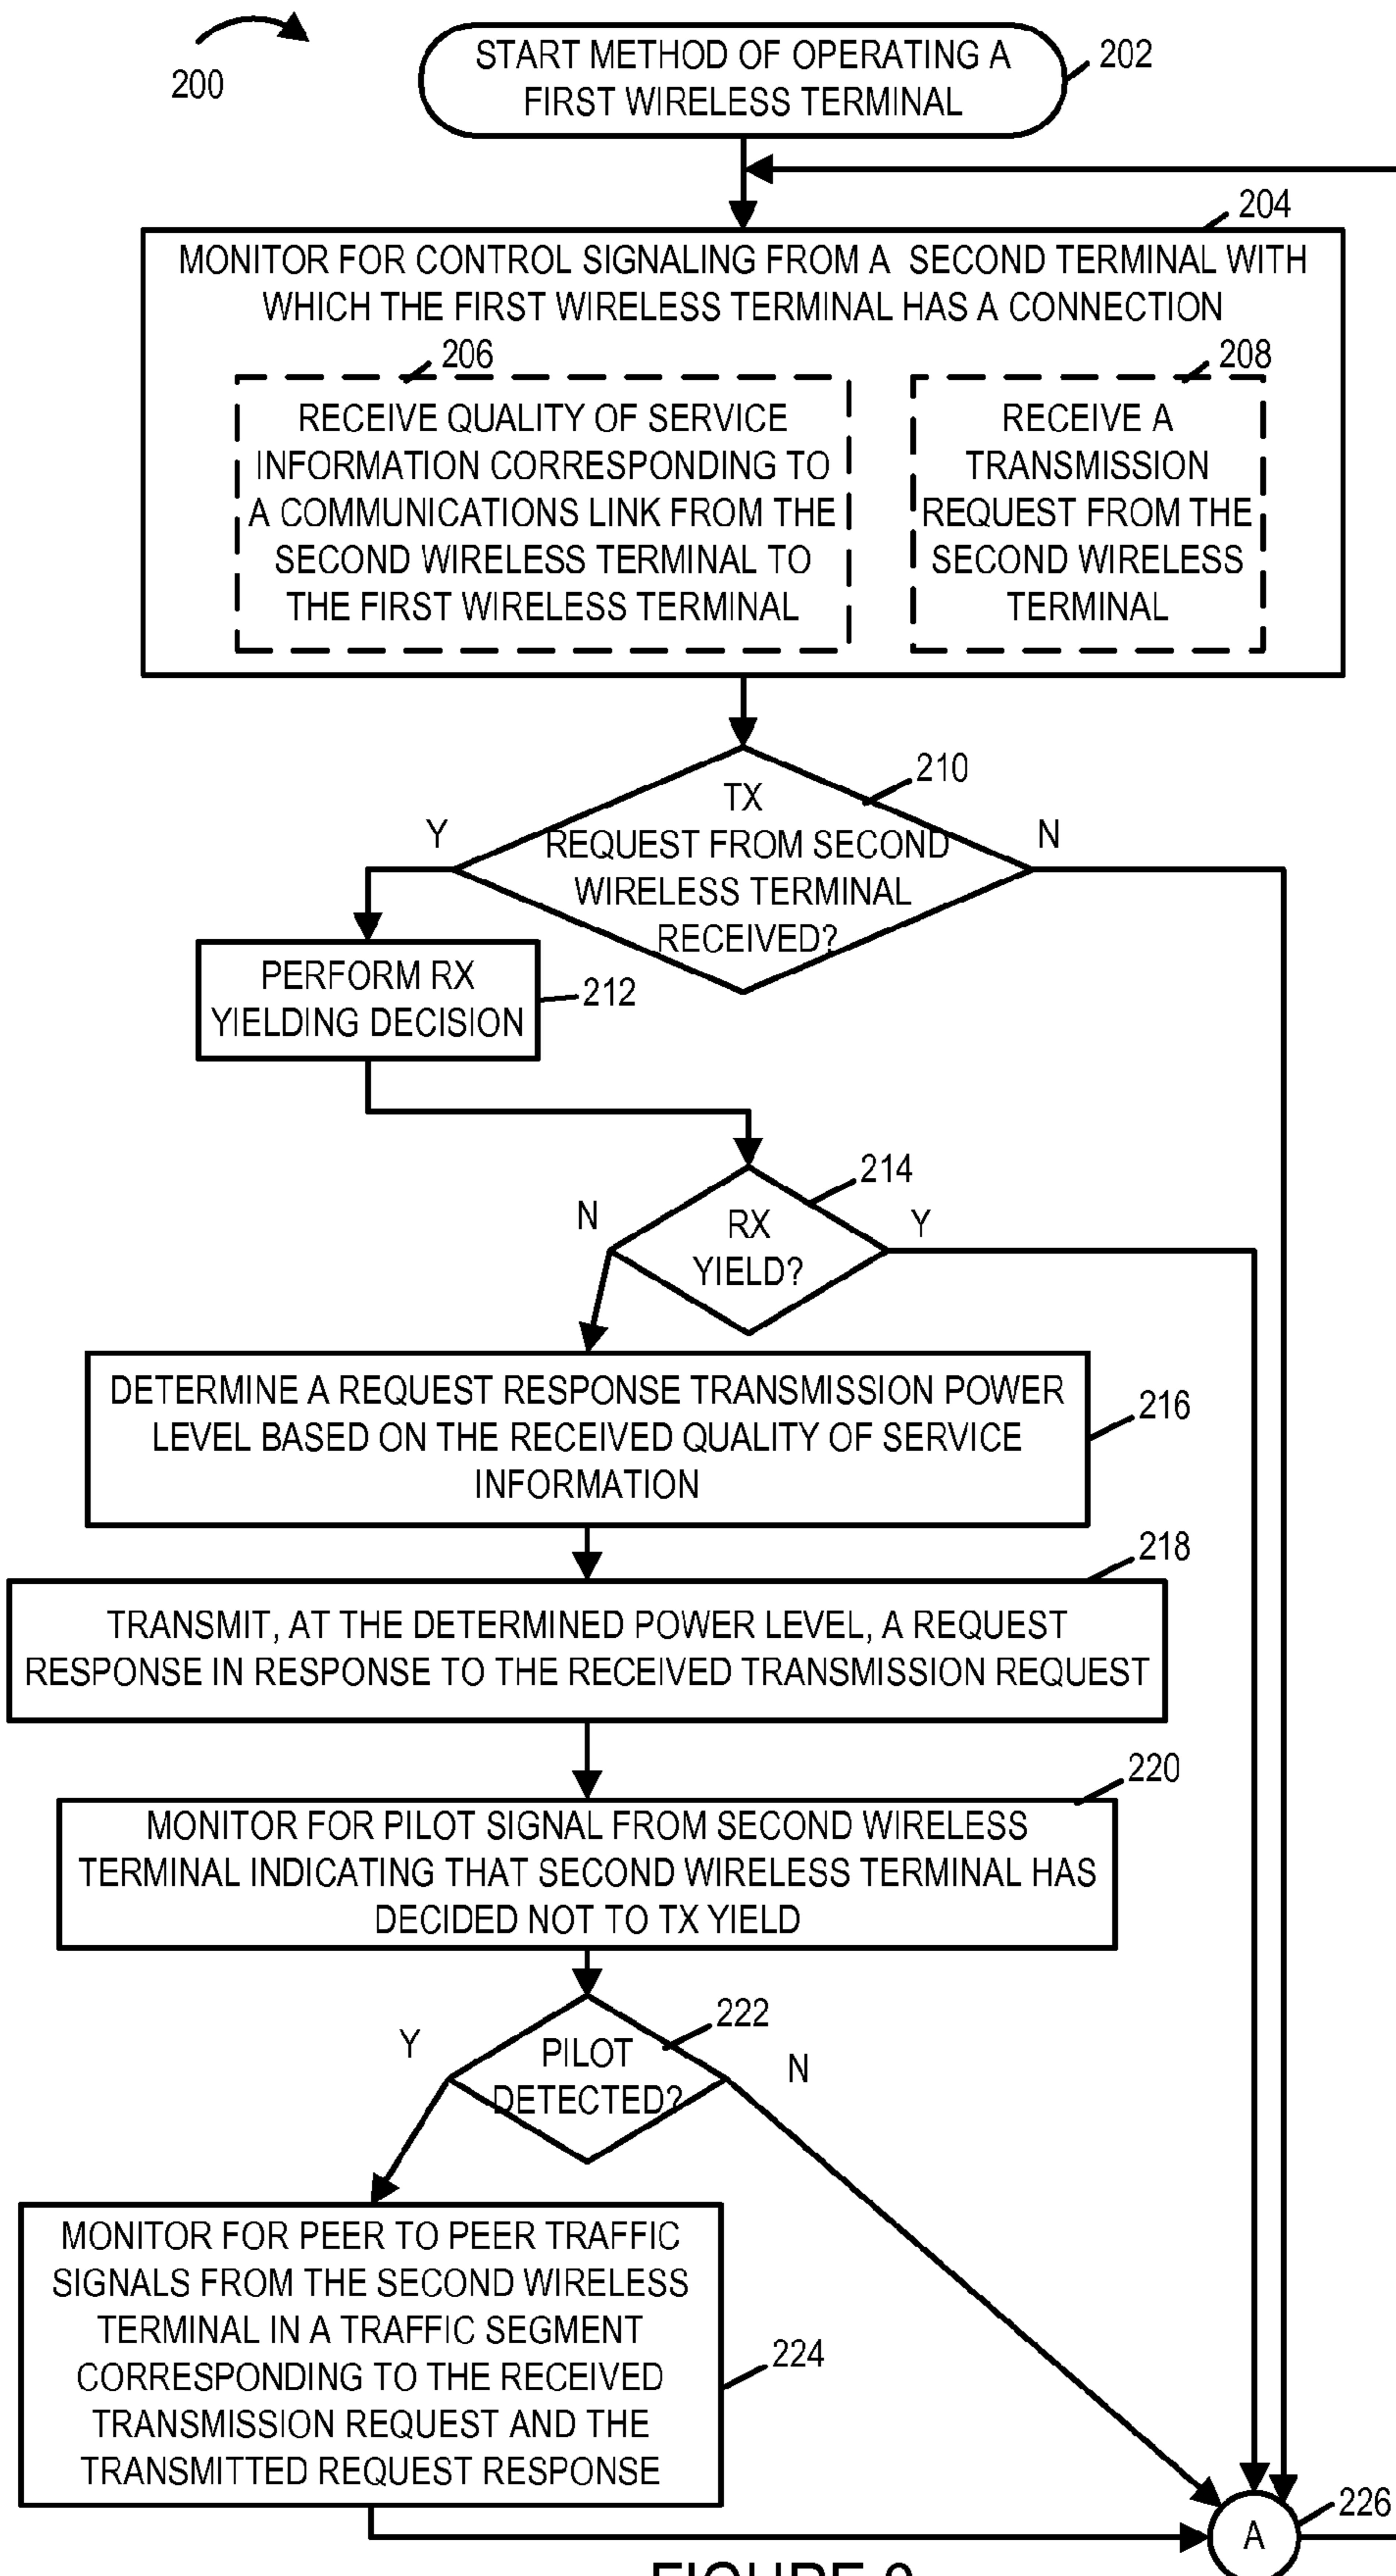 200
START METHOD OF OPERATING A
FIRST WIRELESS TERMINAL
202
204
MONITOR FOR CONTROL SIGNALING FROM A SECOND TERMINAL WITH
WHICH THE FIRST WIRELESS TERMINAL HAS A CONNECTION
206
RECEIVE QUALITY OF SERVICE
INFORMATION CORRESPONDING TO
A COMMUNICATIONS LINK FROM THE
SECOND WIRELESS TERMINAL TO
THE FIRST WIRELESS TERMINAL
208
RECEIVE A
TRANSMISSION
REQUEST FROM THE
SECOND WIRELESS
TERMINAL
210
TX
REQUEST FROM SECOND
WIRELESS TERMINAL
RECEIVED?
Y
N
PERFORM RX
YIELDING DECISION
212
214
RX
YIELD?
N
Y
DETERMINE A REQUEST RESPONSE TRANSMISSION POWER
LEVEL BASED ON THE RECEIVED QUALITY OF SERVICE
INFORMATION
216
218
TRANSMIT, AT THE DETERMINED POWER LEVEL, A REQUEST
RESPONSE IN RESPONSE TO THE RECEIVED TRANSMISSION REQUEST
220
MONITOR FOR PILOT SIGNAL FROM SECOND WIRELESS
TERMINAL INDICATING THAT SECOND WIRELESS TERMINAL HAS
DECIDED NOT TO TX YIELD
222
PILOT
DETECTED?
Y
N
MONITOR FOR PEER TO PEER TRAFFIC
SIGNALS FROM THE SECOND WIRELESS
TERMINAL IN A TRAFFIC SEGMENT
CORRESPONDING TO THE RECEIVED
TRANSMISSION REQUEST AND THE
TRANSMITTED REQUEST RESPONSE
224
A
226
FIGURE